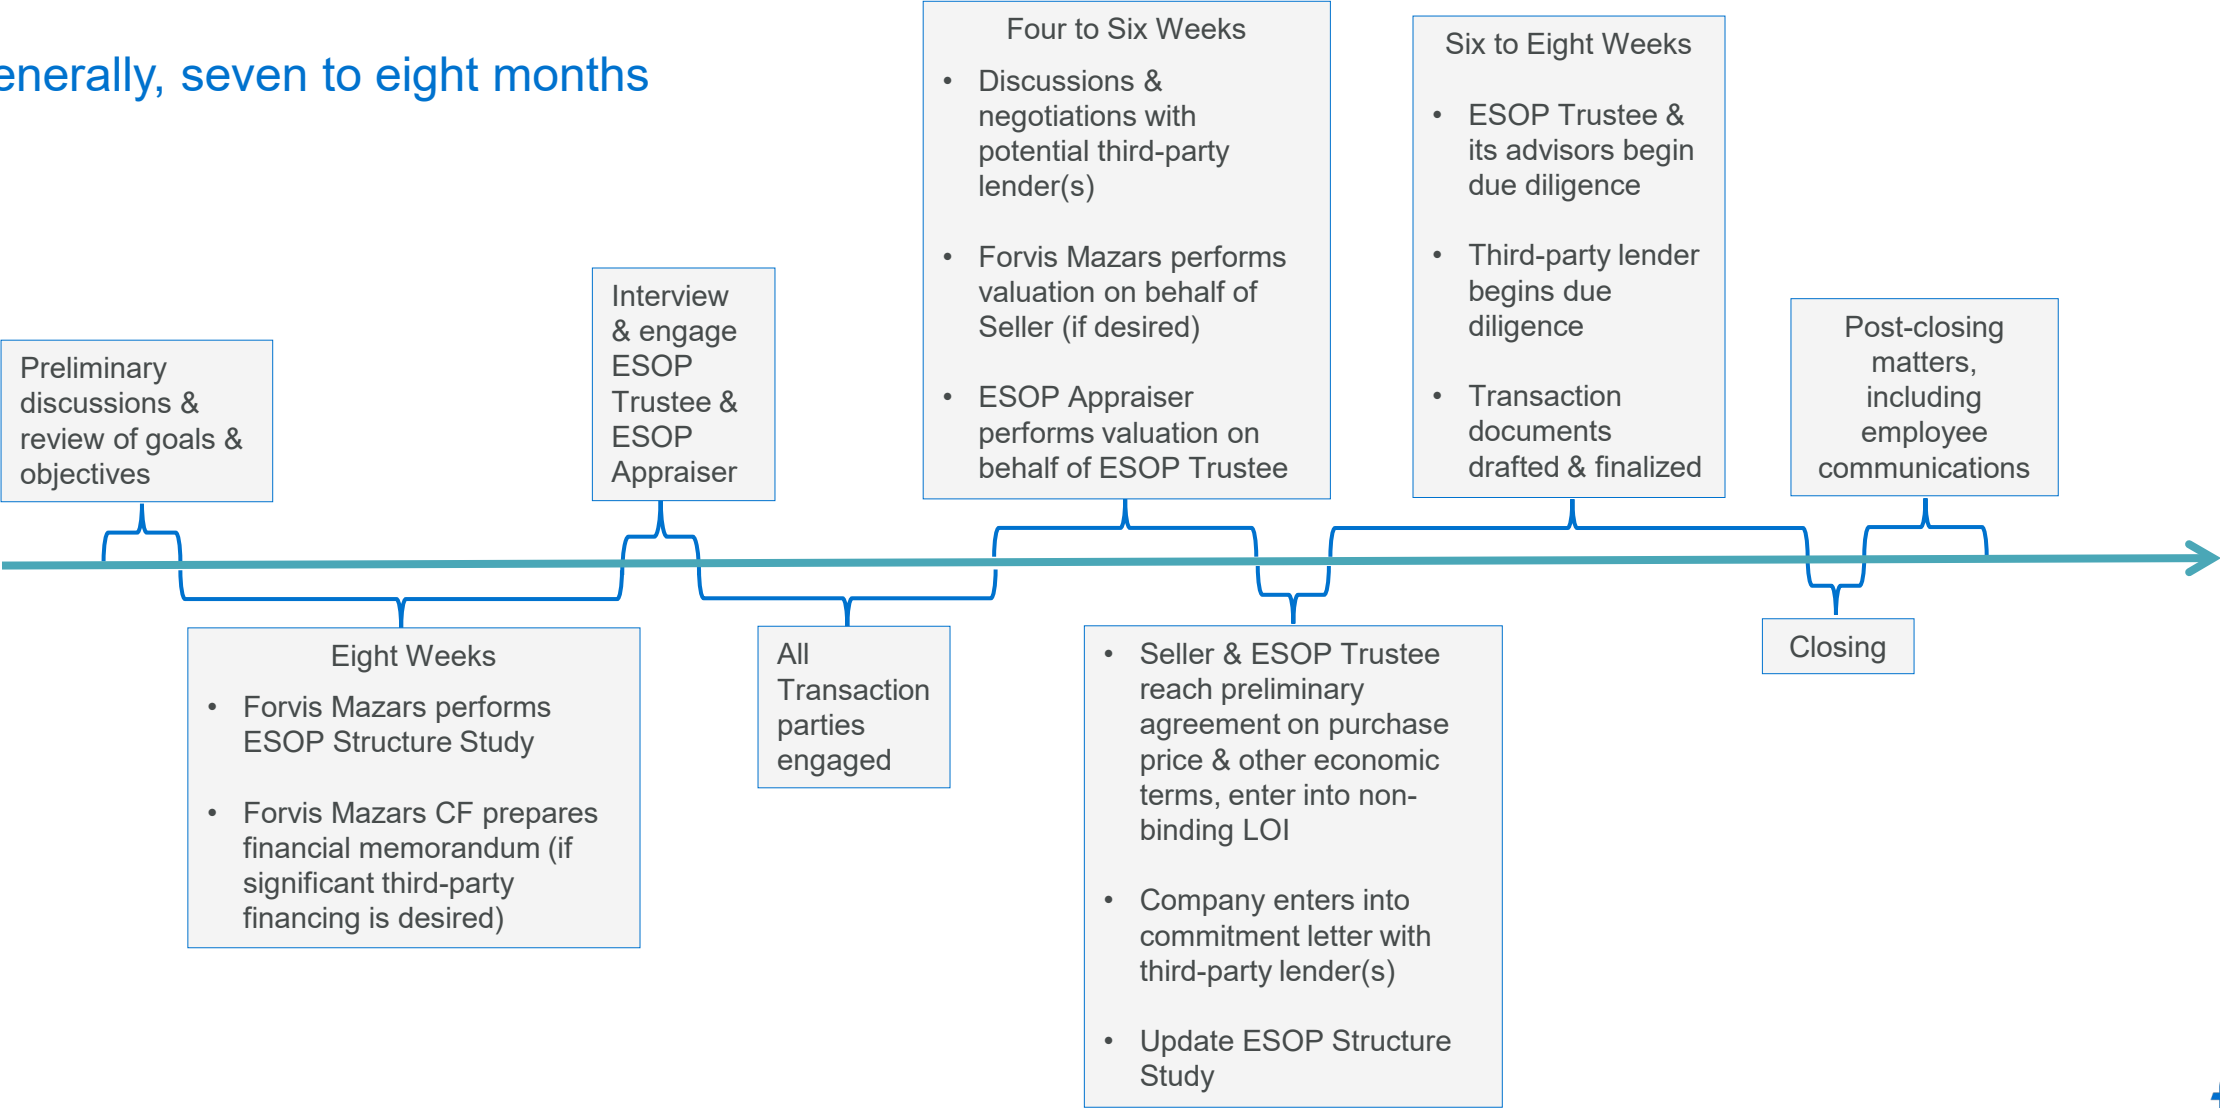 enerally, seven to eight months
Preliminary
discussions &
review of goals &
objectives
Eight Weeks
• Forvis Mazars performs
ESOP Structure Study
• Forvis Mazars CF prepares
financial memorandum (if
significant third-party
financing is desired)
Interview
& engage
ESOP
Trustee &
ESOP
Appraiser
All
Transaction
parties
engaged
Four to Six Weeks
• Discussions &
negotiations with
potential third-party
lender(s)
• Forvis Mazars performs
valuation on behalf of
Seller (if desired)
• ESOP Appraiser
performs valuation on
behalf of ESOP Trustee
• Seller & ESOP Trustee
reach preliminary
agreement on purchase
price & other economic
terms, enter into non-
binding LOI
• Company enters into
commitment letter with
third-party lender(s)
• Update ESOP Structure
Study
Six to Eight Weeks
• ESOP Trustee &
its advisors begin
due diligence
• Third-party lender
begins due
diligence
• Transaction
documents
drafted & finalized
Closing
Post-closing
matters,
including
employee
communications